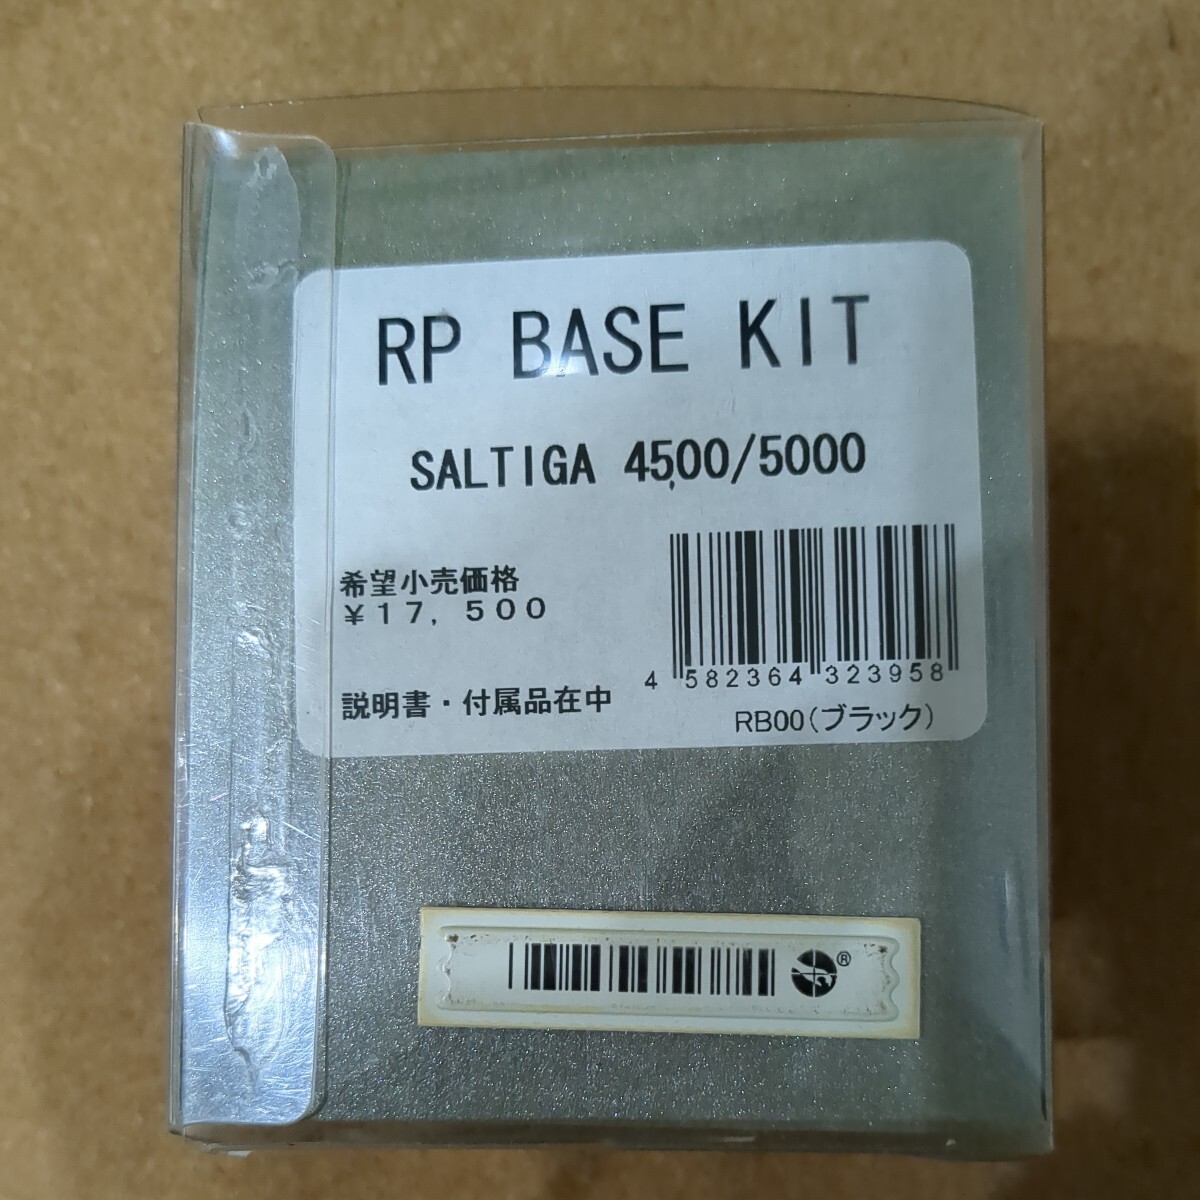 RP BASE KIT
SALTIGA 4500/5000
希望小売価格
￥１７，５００
4 582364 323958
説明書・付属品在中
RB00(ブラック)
®